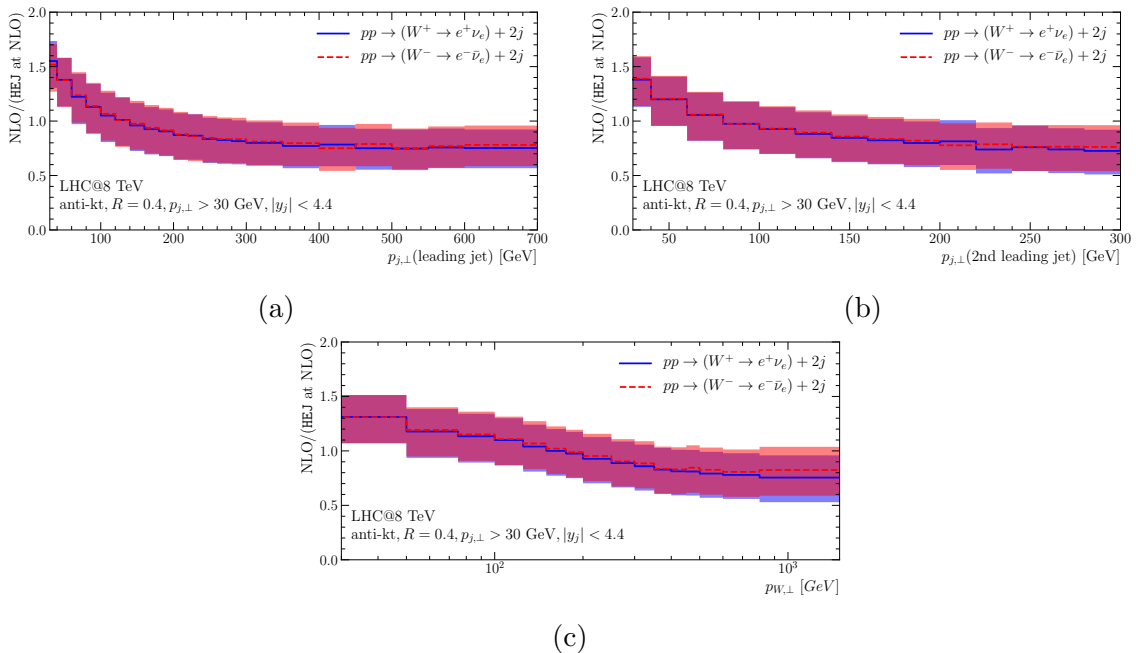 NLO/(HEJ at NLO)
2.0
1.5
1.0
0.5
0.0
pp → (W⁺ → e⁺νₑ) + 2j
pp → (W⁻ → e⁻ν̄ₑ) + 2j
LHC@8 TeV
anti-kt, R = 0.4, p_{j,⊥} > 30 GeV, |y_j| < 4.4
100 200 300 400 500 600 700
p_{j,⊥}(leading jet) [GeV]
(a)
NLO/(HEJ at NLO)
2.0
1.5
1.0
0.5
0.0
pp → (W⁺ → e⁺νₑ) + 2j
pp → (W⁻ → e⁻ν̄ₑ) + 2j
LHC@8 TeV
anti-kt, R = 0.4, p_{j,⊥} > 30 GeV, |y_j| < 4.4
50 100 150 200 250 300
p_{j,⊥}(2nd leading jet) [GeV]
(b)
NLO/(HEJ at NLO)
2.0
1.5
1.0
0.5
0.0
pp → (W⁺ → e⁺νₑ) + 2j
pp → (W⁻ → e⁻ν̄ₑ) + 2j
LHC@8 TeV
anti-kt, R = 0.4, p_{j,⊥} > 30 GeV, |y_j| < 4.4
10² 10³
p_{W,⊥} [GeV]
(c)